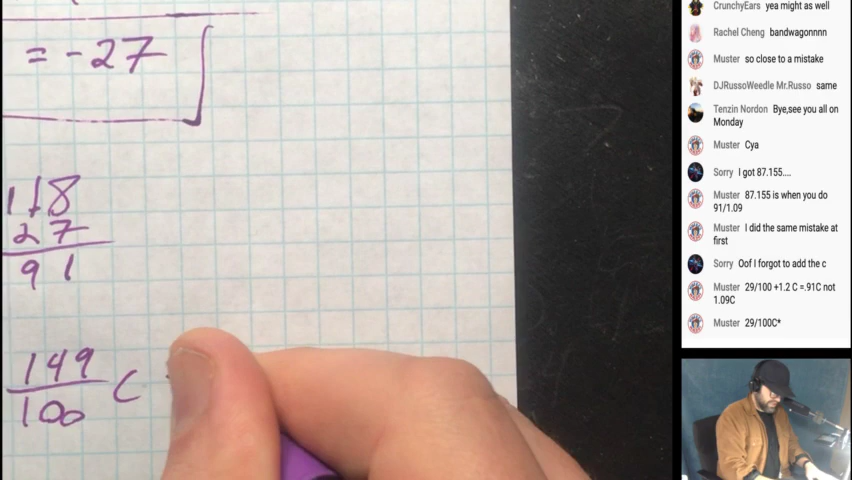 = -27
118
27
91
149
100 C
CrunchyEars yea might as well
Rachel Cheng bandwagonnnn
Muster so close to a mistake
DJRussoWeedle Mr.Russo same
Tenzin Nordon Bye,see you all on
Monday
Muster Cya
Sorry I got 87.155....
Muster 87.155 is when you do
91/1.09
Muster I did the same mistake at
first
Sorry Oof I forgot to add the c
Muster 29/100 +1.2 C =.91C not
1.09C
Muster 29/100C*